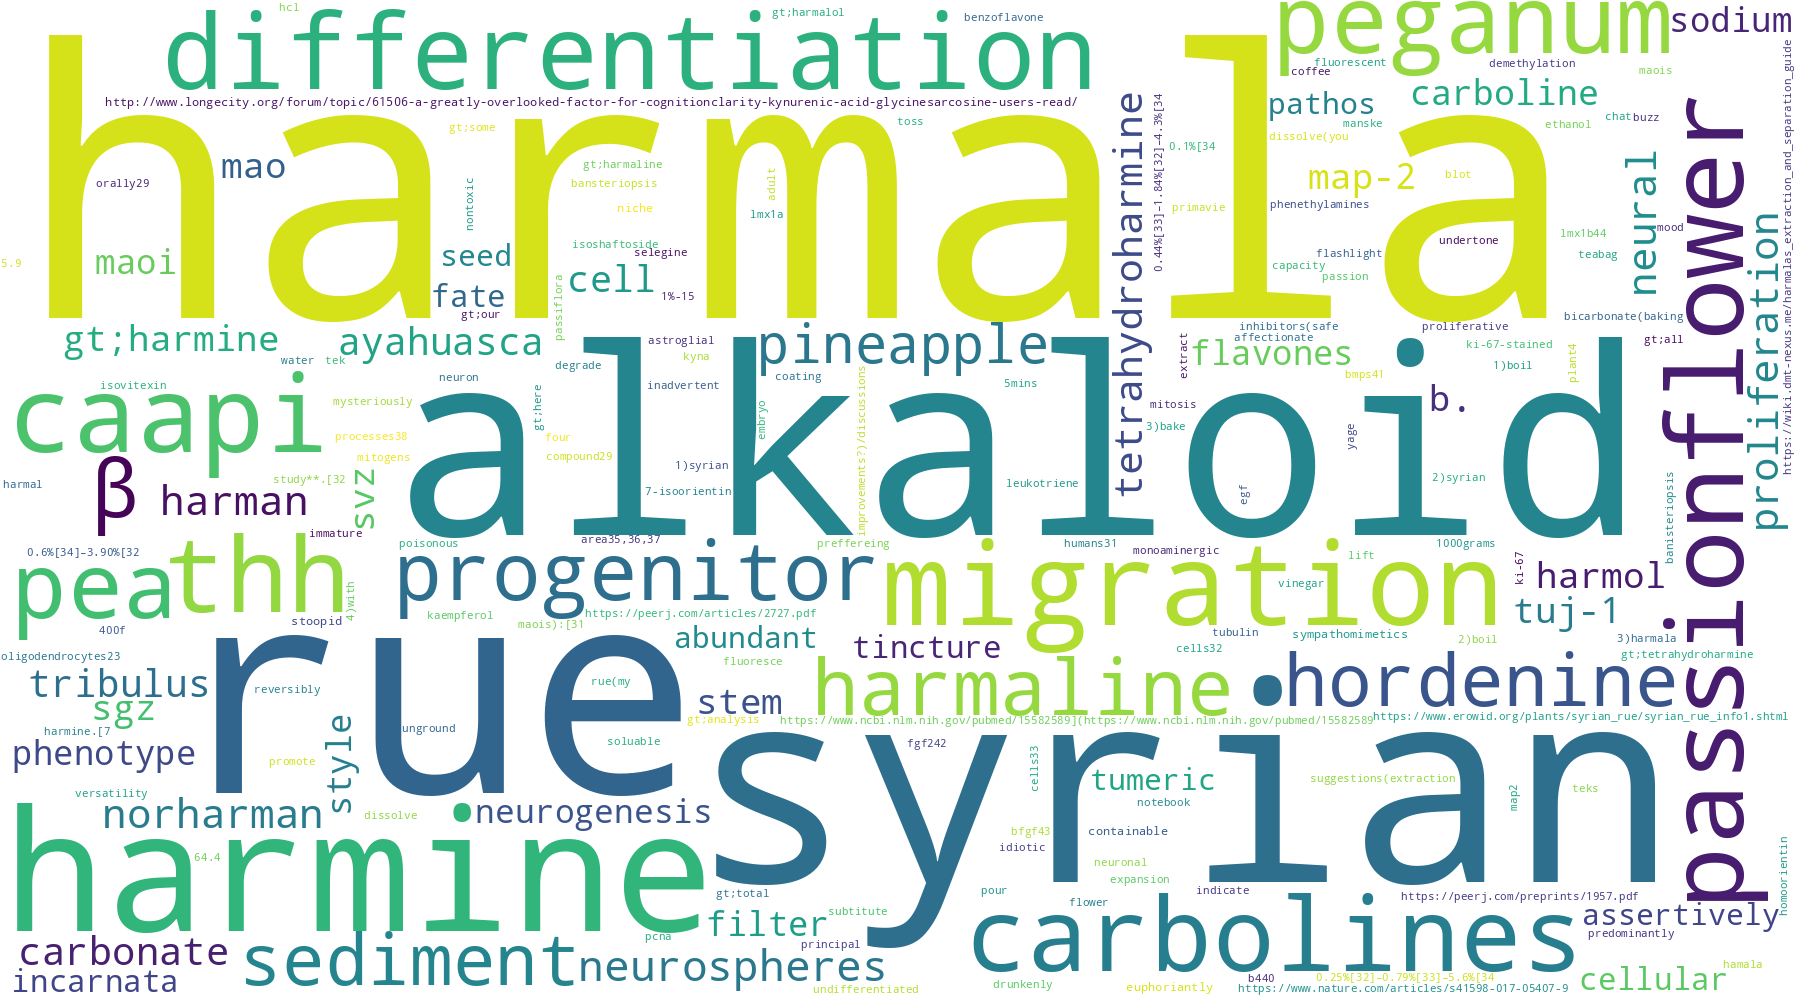 hcl
gt;harmalol
benzoflavone
differentiation
peganum
sodium
fluorescent
demethylation
coffee
maois
http://www.longecity.org/forum/topic/61506-a-greatly-overlooked-factor-for-cognitionclarity-kynurenic-acid-glycinesarcosine-users-read/
pathos
carboline
gt;some
toss
manske
ethanol
chat
buzz
dissolve(you
harmala
mao
gt;harmaline
0.1%[34
orally29
bansteriopsis
adult
map-2
blot
nontoxic
niche
lmx1a
primavie
phenethylamines
tetrahydroharmine
0.44%[33]–1.84%[32]–4.3%[34
neural
passionflower
proliferation
https://wiki.dmt-nexus.me/harmalas_extraction_and_separation_guide
mood
lmx1b44
undertone
isoshaftoside
selegine
flashlight
teabag
5.9
maoi
seed
cell
capacity
passion
fate
1%-15
passiflora
gt;our
bicarbonate(baking
inhibitors(safe
proliferative
gt;harmine
ayahuasca
astroglial
pineapple
affectionate
gt;all
water
tek
kyna
extract
flavones
ki-67-stained
1)boil
degrade
neuron
coating
bmps41
plant4
isovitexin
inadvertent
5mins
caapi
mysteriously
gt;here
mitosis
b.
embryo
improvements?)/discussions
alkaloid
processes38
four
3)bake
yage
mitogens
compound29
β
svz
1)syrian
harmal
study**.[32
leukotriene
2)syrian
harman
7-isoorientin
egf
banisteriopsis
immature
area35,36,37
poisonous
preffereing
humans31
1000grams
0.6%[34]–3.90%[32
monoaminergic
lift
pea
thh
progenitor
migration
ki-67
harmol
vinegar
4)with
kaempferol
https://peerj.com/articles/2727.pdf
tuj-1
stoopid
maois):[31
400f
abundant
tincture
tubulin
sympathomimetics
2)boil
3)harmala
oligodendrocytes23
fluoresce
cells32
gt;tetrahydroharmine
rue
tribulus
reversibly
rue(my
harmaline
hordenine
sgz
stem
harmine.[7
unground
gt;analysis
https://www.ncbi.nlm.nih.gov/pubmed/15582589](https://www.ncbi.nlm.nih.gov/pubmed/15582589
https://www.erowid.org/plants/syrian_rue/syrian_rue_info1.shtml
phenotype
style
soluable
fgf242
syrian
promote
cells33
tumeric
suggestions(extraction
versatility
notebook
map2
teks
norharman
neurogenesis
dissolve
bfgf43
containable
harmine
idiotic
64.4
neuronal
homoorientin
expansion
gt;total
pour
indicate
https://peerj.com/preprints/1957.pdf
flower
filter
subtitute
carbolines
assertively
pcna
principal
predominantly
carbonate
sediment
neurospheres
hamala
incarnata
b440
0.25%[32]–0.79%[33]–5.6%[34
cellular
undifferentiated
drunkenly
euphoriantly
https://www.nature.com/articles/s41598-017-05407-9